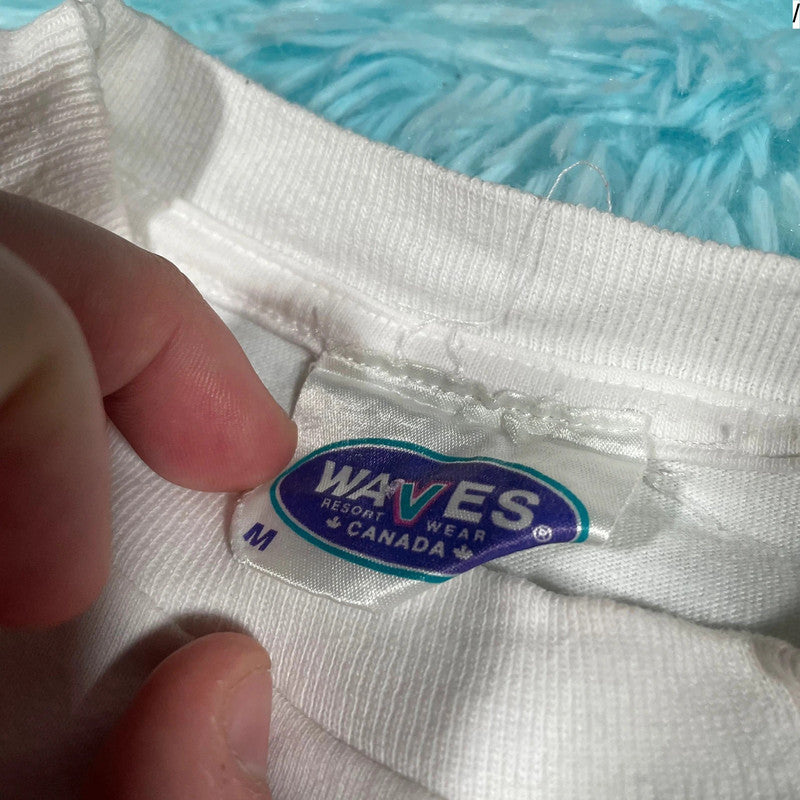 WAVES
RESORT WEAR
CANADA
®
M
/